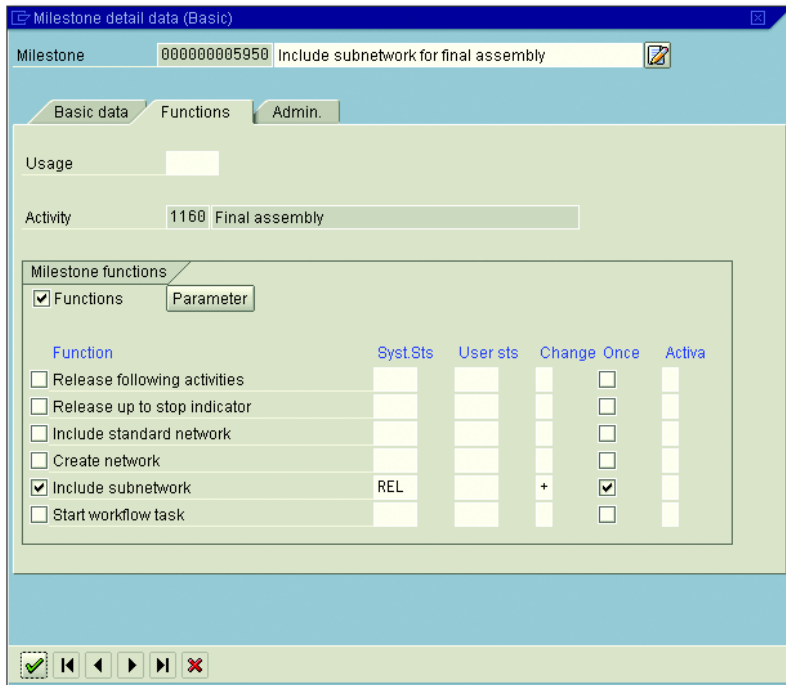 Milestone detail data (Basic)
Milestone 000000005950 Include subnetwork for final assembly
Basic data Functions Admin.
Usage
Activity 1160 Final assembly
Milestone functions
Functions Parameter
Function Syst.Sts User sts Change Once Activa
Release following activities
Release up to stop indicator
Include standard network
Create network
Include subnetwork REL +
Start workflow task